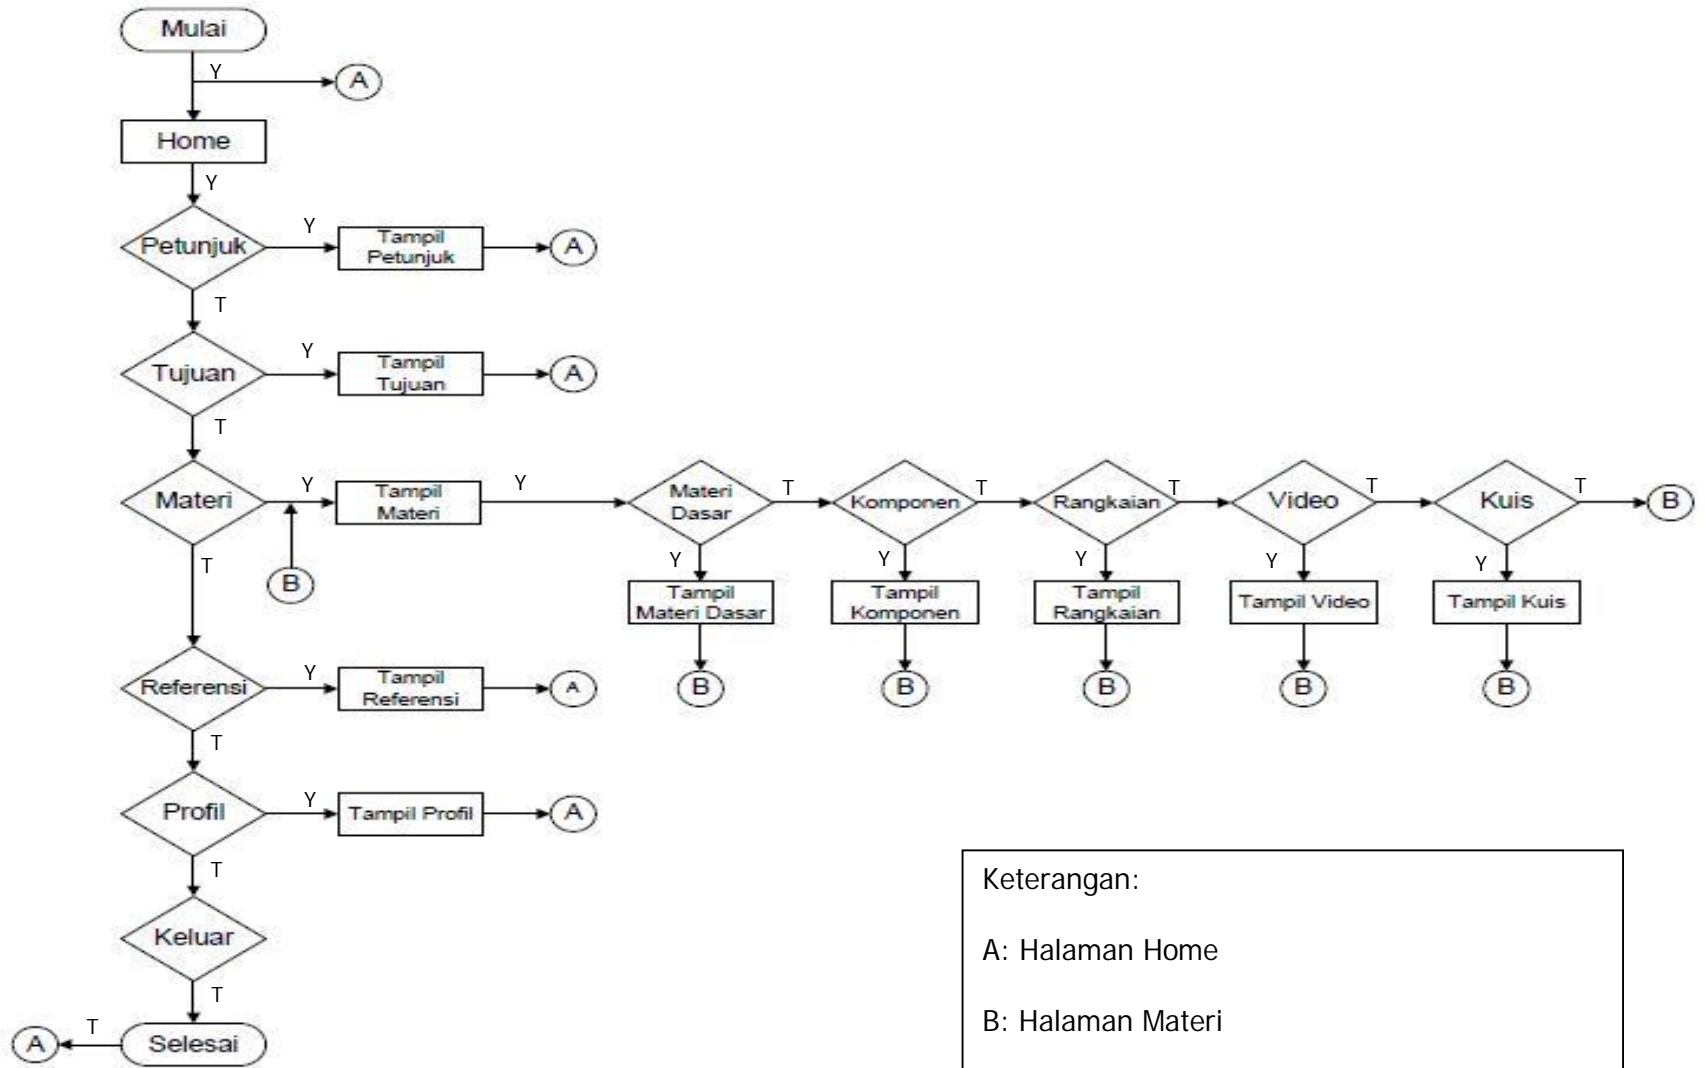 Mulai
Y
A
Home
Y
Petunjuk
Y
Tampil
Petunjuk
A
T
Tujuan
Y
Tampil
Tujuan
A
T
Materi
Y
Tampil
Materi
Y
Materi
Dasar
T
Komponen
T
Rangkaian
T
Video
T
Kuis
T
B
T
B
Y
Tampil
Materi Dasar
B
Y
Tampil
Komponen
B
Y
Tampil
Rangkaian
B
Y
Tampil Video
B
Y
Tampil Kuis
B
Referensi
Y
Tampil
Referensi
A
T
Profil
Y
Tampil Profil
A
T
Keluar
T
Selesai
T
A
Keterangan:
A: Halaman Home
B: Halaman Materi